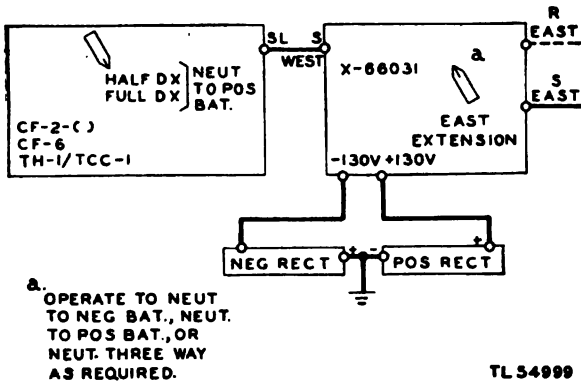 HALF DX
FULL DX
NEUT
TO POS
BAT.
CF-2-( )
CF-6
TH-1/TCC-1
SL
S
WEST
X-66031
a
EAST
EXTENSION
-130V +130V
R
EAST
S
EAST
NEG RECT
+
-
POS RECT
+
a.
OPERATE TO NEUT
TO NEG BAT., NEUT.
TO POS BAT., OR
NEUT. THREE WAY
AS REQUIRED.
TL 54999